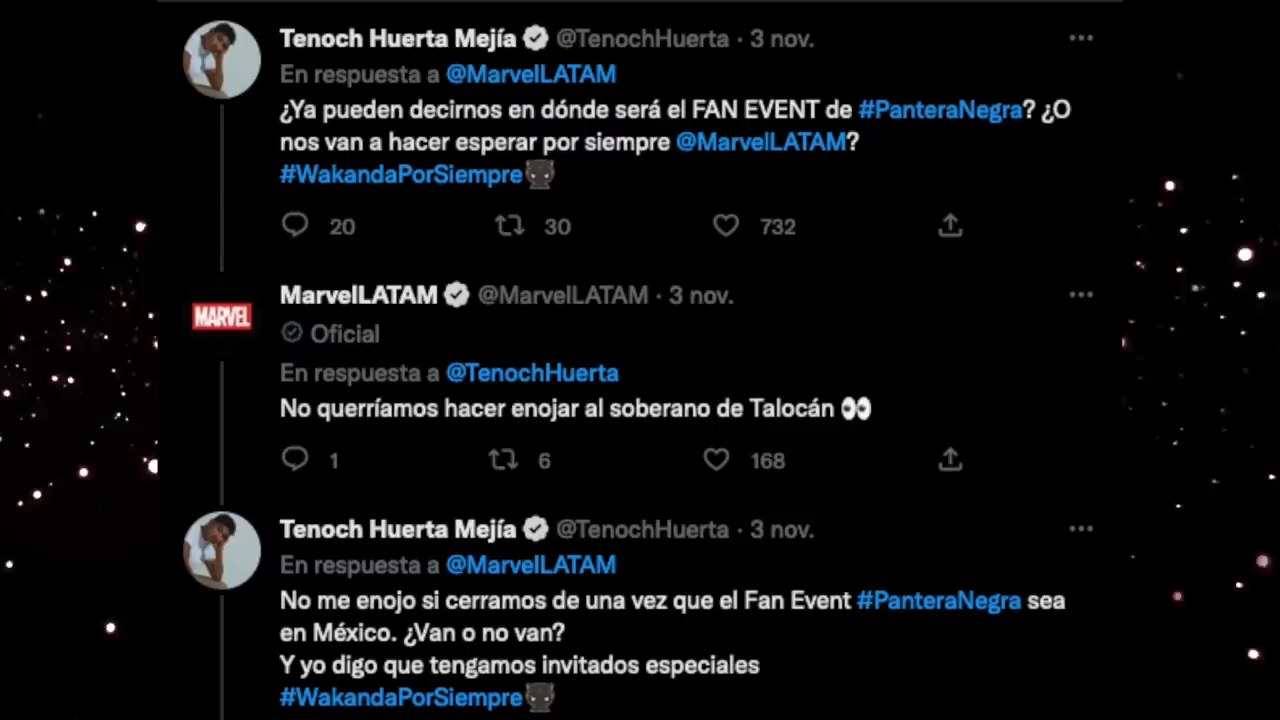 Tenoch Huerta Mejía @TenochHuerta · 3 nov.
En respuesta a @MarvelLATAM
¿Ya pueden decirnos en dónde será el FAN EVENT de #PanteraNegra? ¿O
nos van a hacer esperar por siempre @MarvelLATAM?
#WakandaPorSiempre
20 30 732
MarvelLATAM @MarvelLATAM · 3 nov.
MARVEL
Oficial
En respuesta a @TenochHuerta
No querríamos hacer enojar al soberano de Talocán 👀
1 6 168
Tenoch Huerta Mejía @TenochHuerta · 3 nov.
En respuesta a @MarvelLATAM
No me enojo si cerramos de una vez que el Fan Event #PanteraNegra sea
en México. ¿Van o no van?
Y yo digo que tengamos invitados especiales
#WakandaPorSiempre